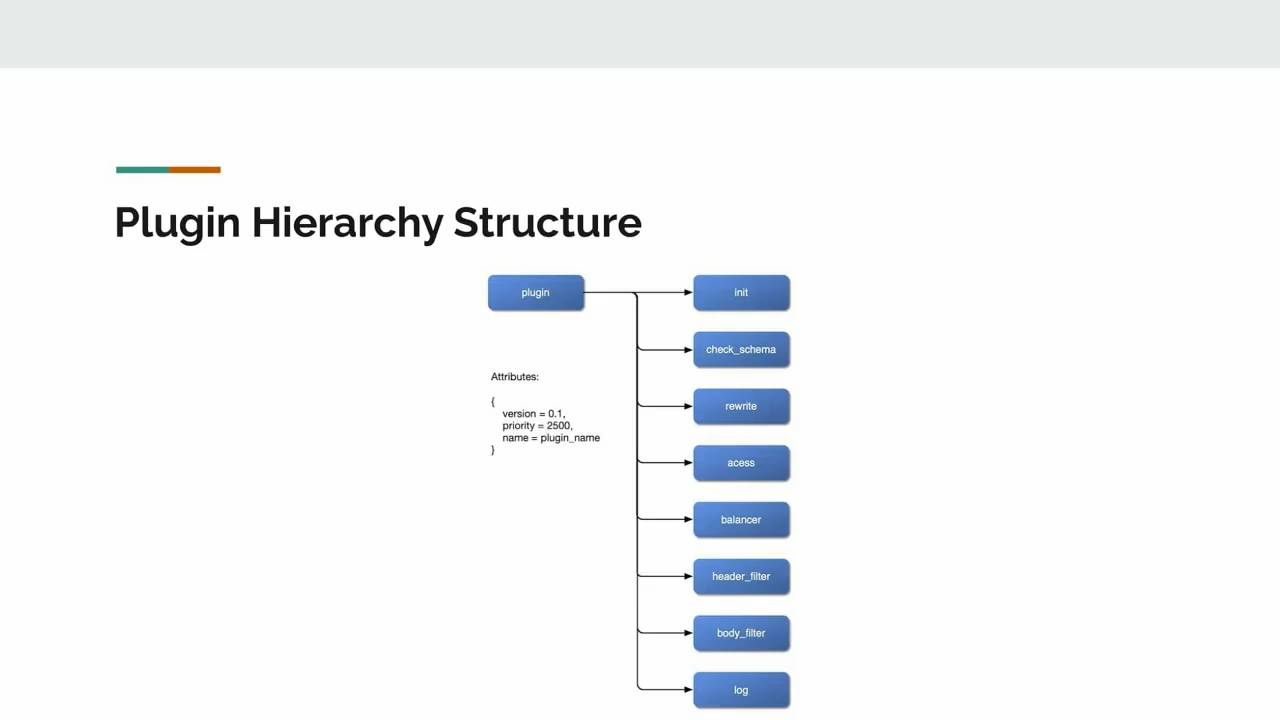 Plugin Hierarchy Structure
plugin
init
check_schema
Attributes:
{
version = 0.1,
priority = 2500,
name = plugin_name
}
rewrite
acess
balancer
header_filter
body_filter
log